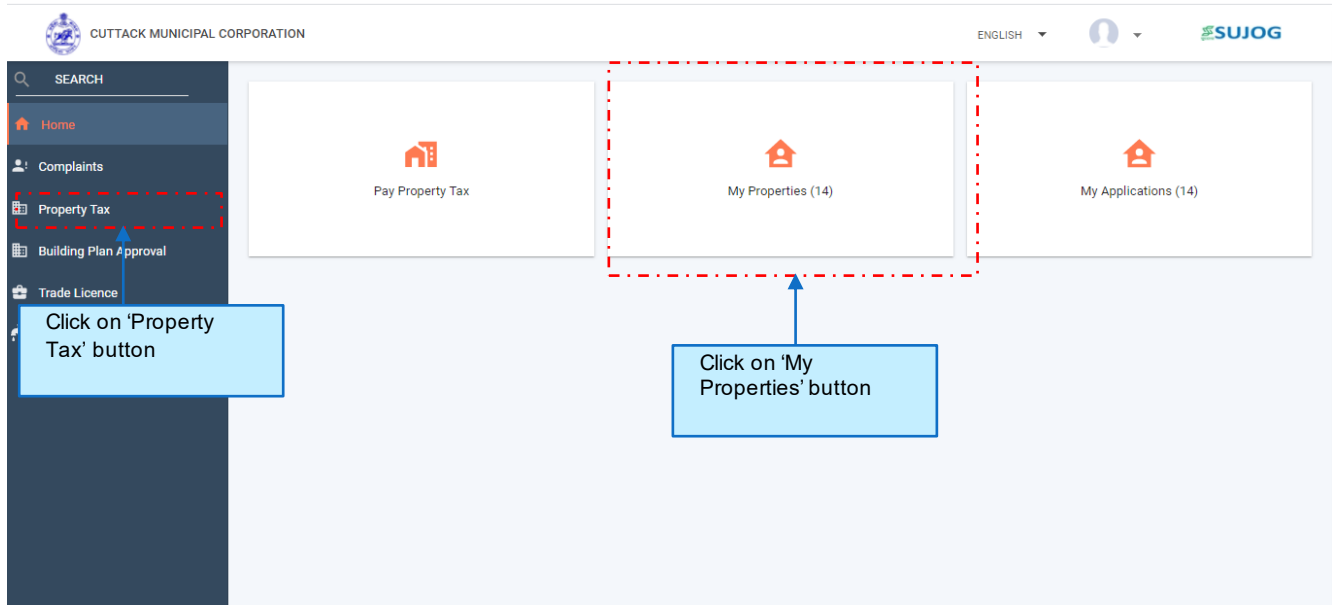 CUTTACK MUNICIPAL CORPORATION
ENGLISH
SUJOG
SEARCH
Home
Complaints
Property Tax
Building Plan Approval
Trade Licence
Pay Property Tax
My Properties (14)
My Applications (14)
Click on ‘Property
Tax’ button
Click on ‘My
Properties’ button